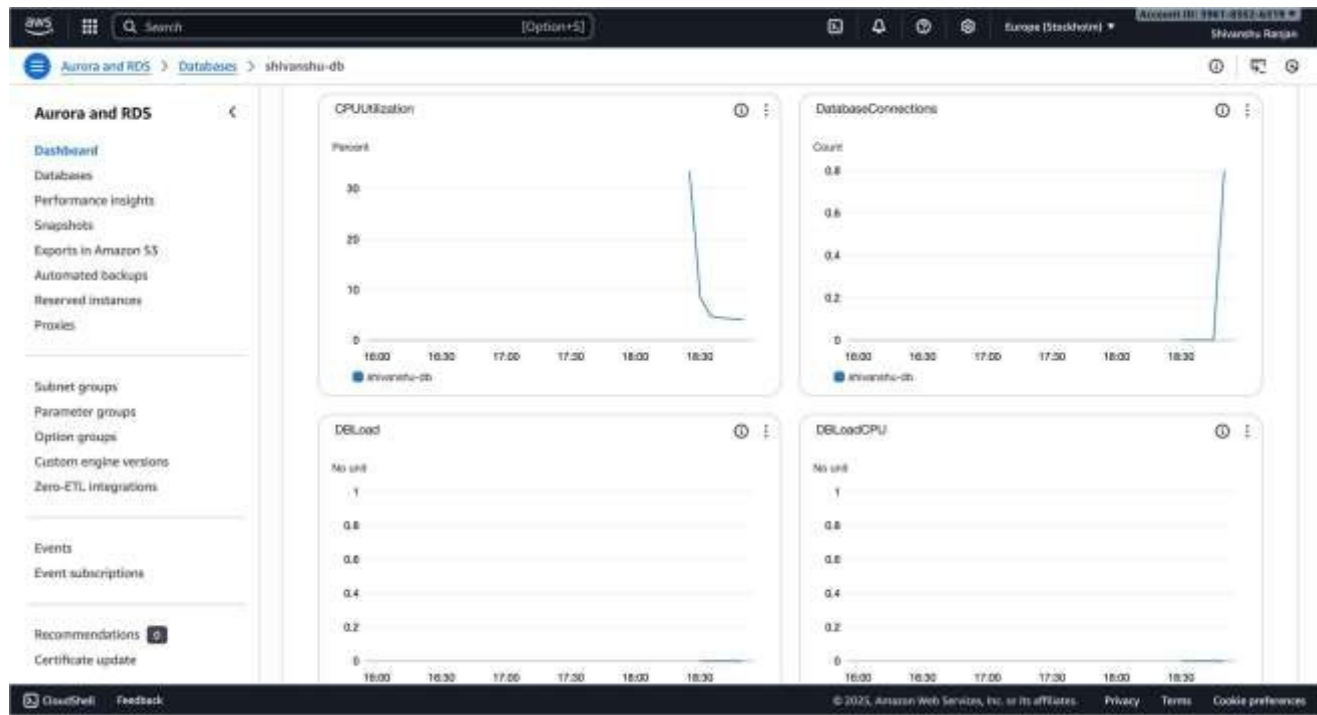 aws
Search
[Option+S]
Europe (Stockholm)
Shivanshu Ranjan
Aurora and RDS > Databases > shivanshu-db
Aurora and RDS
Dashboard
Databases
Performance insights
Snapshots
Exports in Amazon S3
Automated backups
Reserved instances
Proxies
Subnet groups
Parameter groups
Option groups
Custom engine versions
Zero-ETL integrations
Events
Event subscriptions
Recommendations 0
Certificate update
CPUUtilization
Percent
30
20
10
0
16:00 16:30 17:00 17:30 18:00 18:30
shivanshu-db
DatabaseConnections
Count
0.8
0.6
0.4
0.2
0
16:00 16:30 17:00 17:30 18:00 18:30
shivanshu-db
DBLoad
No unit
1
0.8
0.6
0.4
0.2
0
16:00 16:30 17:00 17:30 18:00 18:30
DBLoadCPU
No unit
1
0.8
0.6
0.4
0.2
0
16:00 16:30 17:00 17:30 18:00 18:30
CloudShell Feedback
© 2025, Amazon Web Services, Inc. or its affiliates. Privacy Terms Cookie preferences